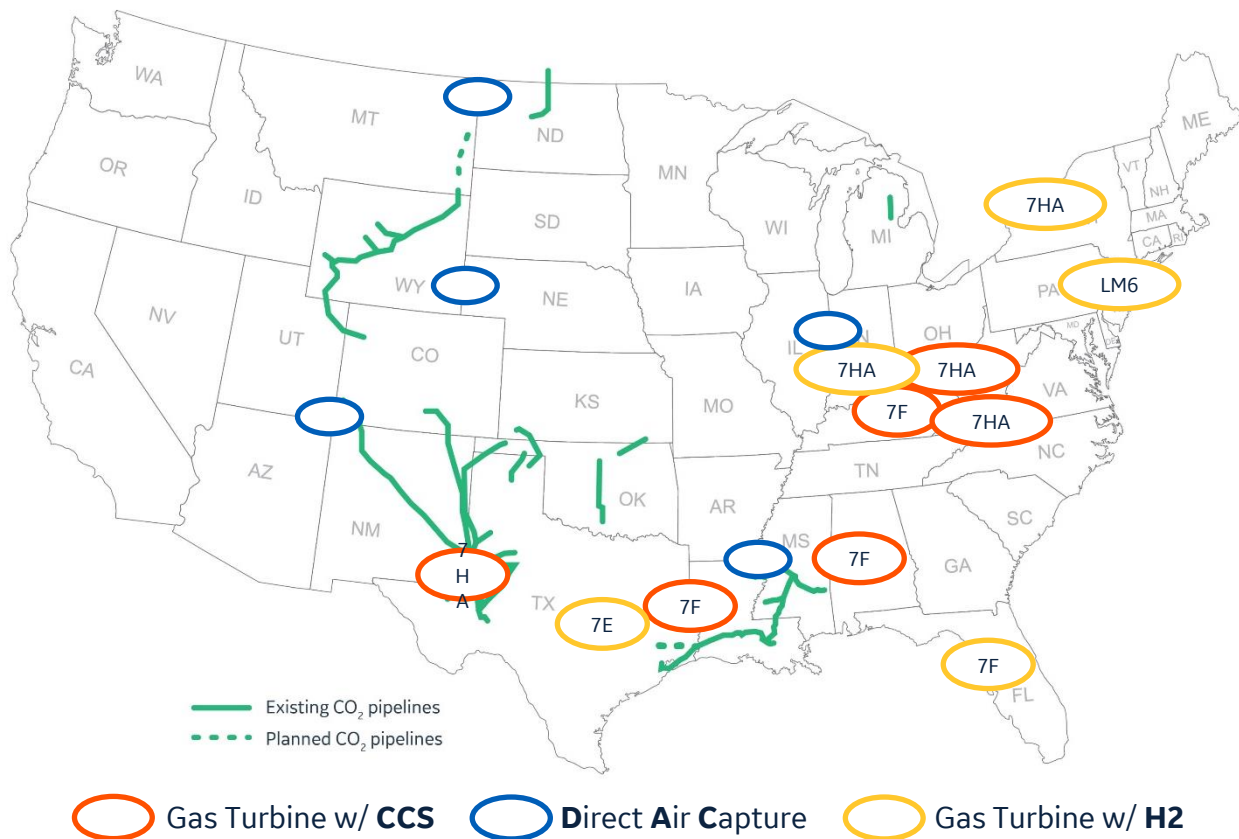 WA
MT
ND
OR
ID
MN
SD
WI
MI
ME
VT
NH
7HA
MA
CA
RI
WY
NE
IA
PA
LM6
NV
UT
CO
IL
N
OH
MD
DE
CA
7HA
7HA
VA
KS
MO
7F
7HA
NC
AZ
NM
OK
AR
TN
SC
MS
7F
GA
7
H
A
TX
7E
7F
7F
FL
Existing CO₂ pipelines
Planned CO₂ pipelines
Gas Turbine w/ CCS
Direct Air Capture
Gas Turbine w/ H2